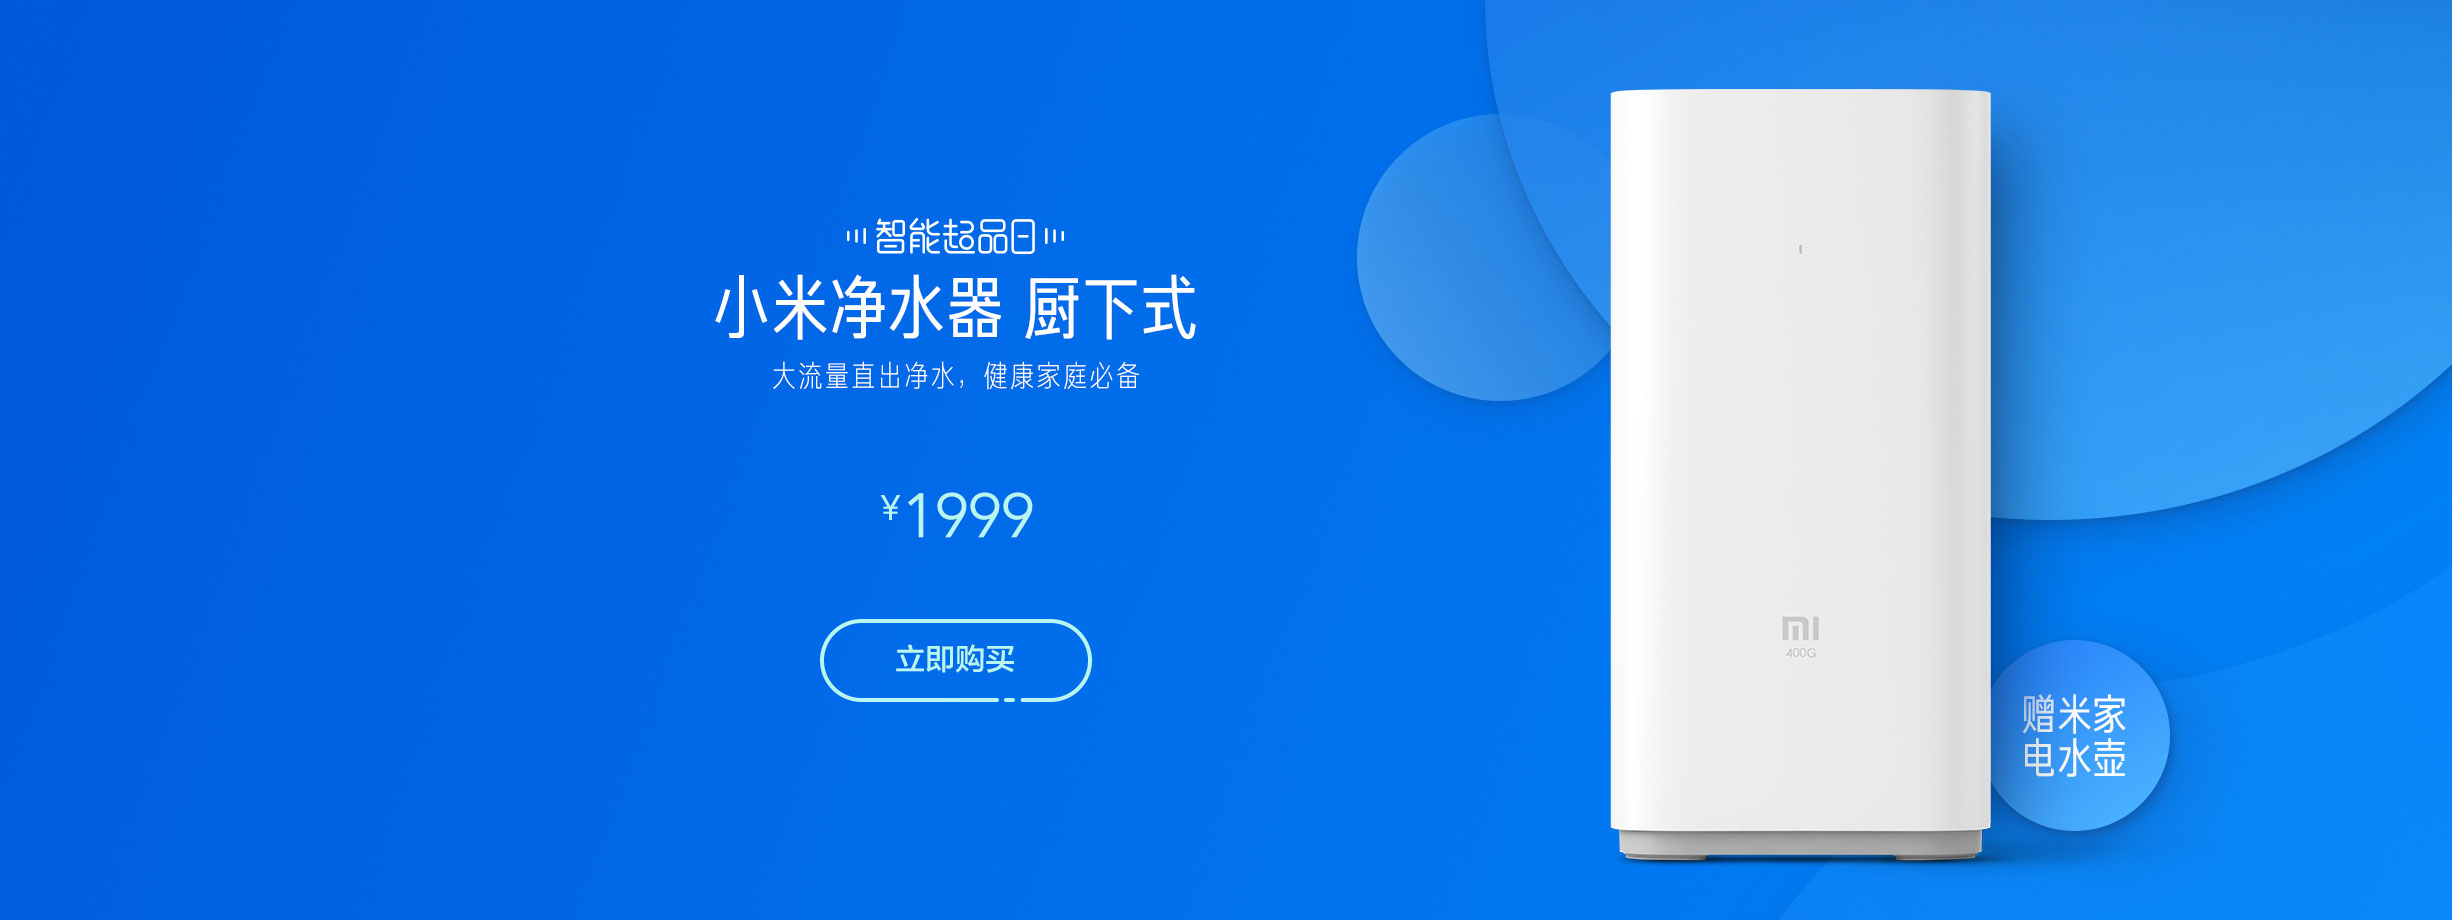 智能超品日
小米净水器 厨下式
大流量直出净水，健康家庭必备
¥1999
立即购买
mi
400G
赠米家
电水壶